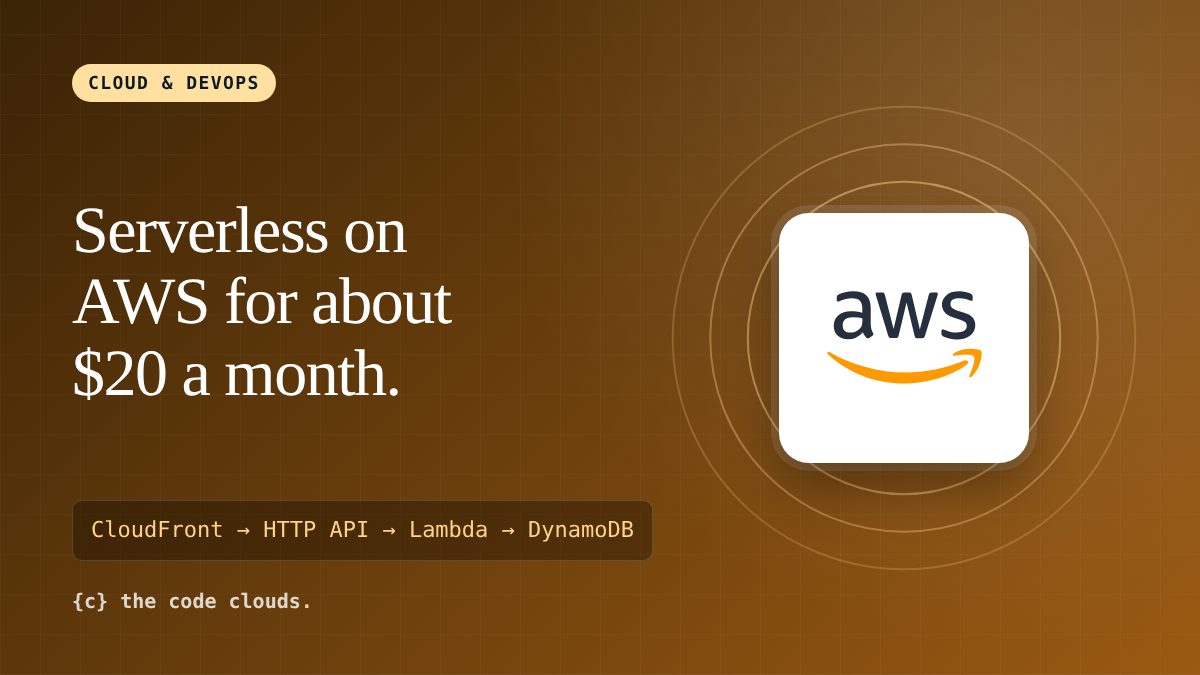 CLOUD & DEVOPS
Serverless on
AWS for about
$20 a month.
aws
CloudFront → HTTP API → Lambda → DynamoDB
{c} the code clouds.